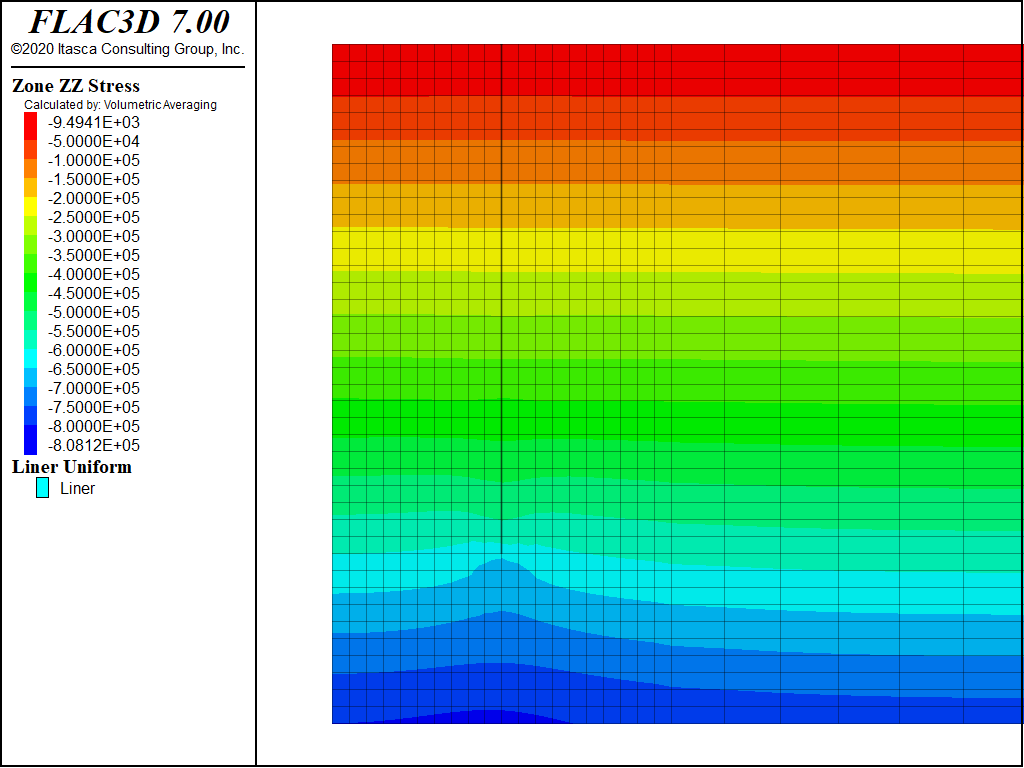 FLAC3D 7.00
©2020 Itasca Consulting Group, Inc.
Zone ZZ Stress
Calculated by: Volumetric Averaging
-9.4941E+03
-5.0000E+04
-1.0000E+05
-1.5000E+05
-2.0000E+05
-2.5000E+05
-3.0000E+05
-3.5000E+05
-4.0000E+05
-4.5000E+05
-5.0000E+05
-5.5000E+05
-6.0000E+05
-6.5000E+05
-7.0000E+05
-7.5000E+05
-8.0000E+05
-8.0812E+05
Liner Uniform
Liner